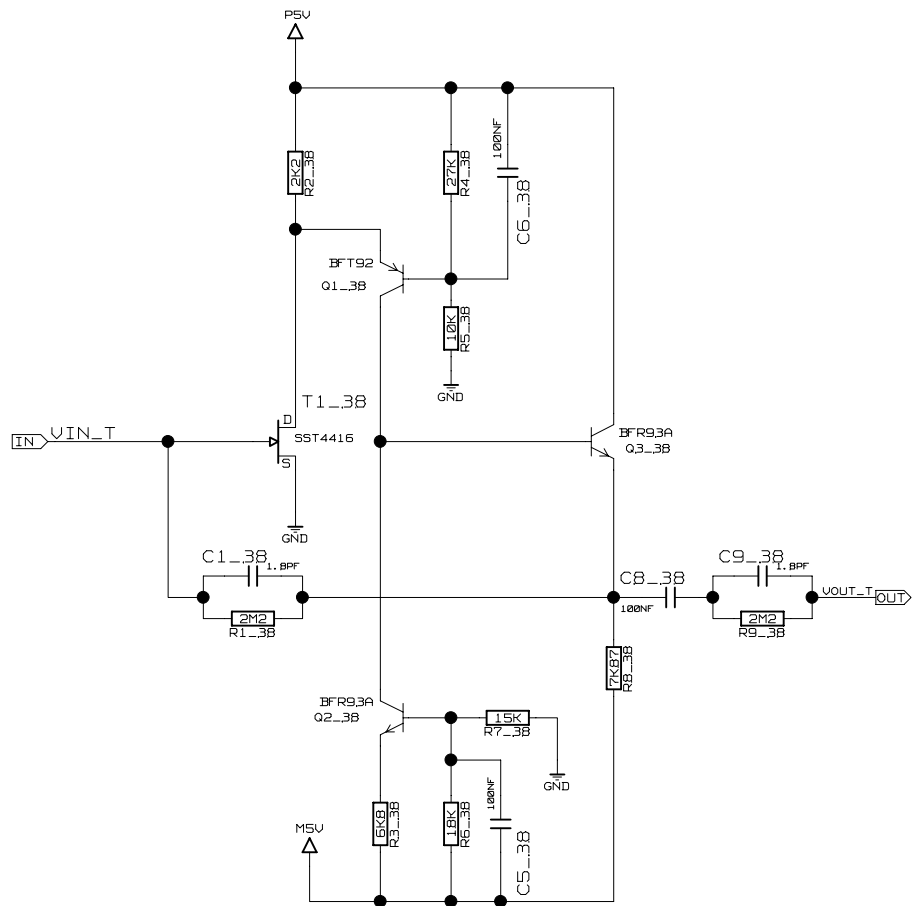 P5V
100NF
2K2
R2_38
27K
R4_38
C6_38
BFT92
Q1_38
10K
R5_38
GND
T1_38
D
SST4416
S
IN
VIN_T
BFR93A
Q3_38
GND
C1_38
1.8PF
2M2
R1_38
C8_38
100NF
C9_38
1.8PF
2M2
R9_38
VOUT_T
OUT
7K87
R8_38
BFR93A
Q2_38
15K
R7_38
GND
M5V
6K8
R3_38
18K
R6_38
100NF
C5_38